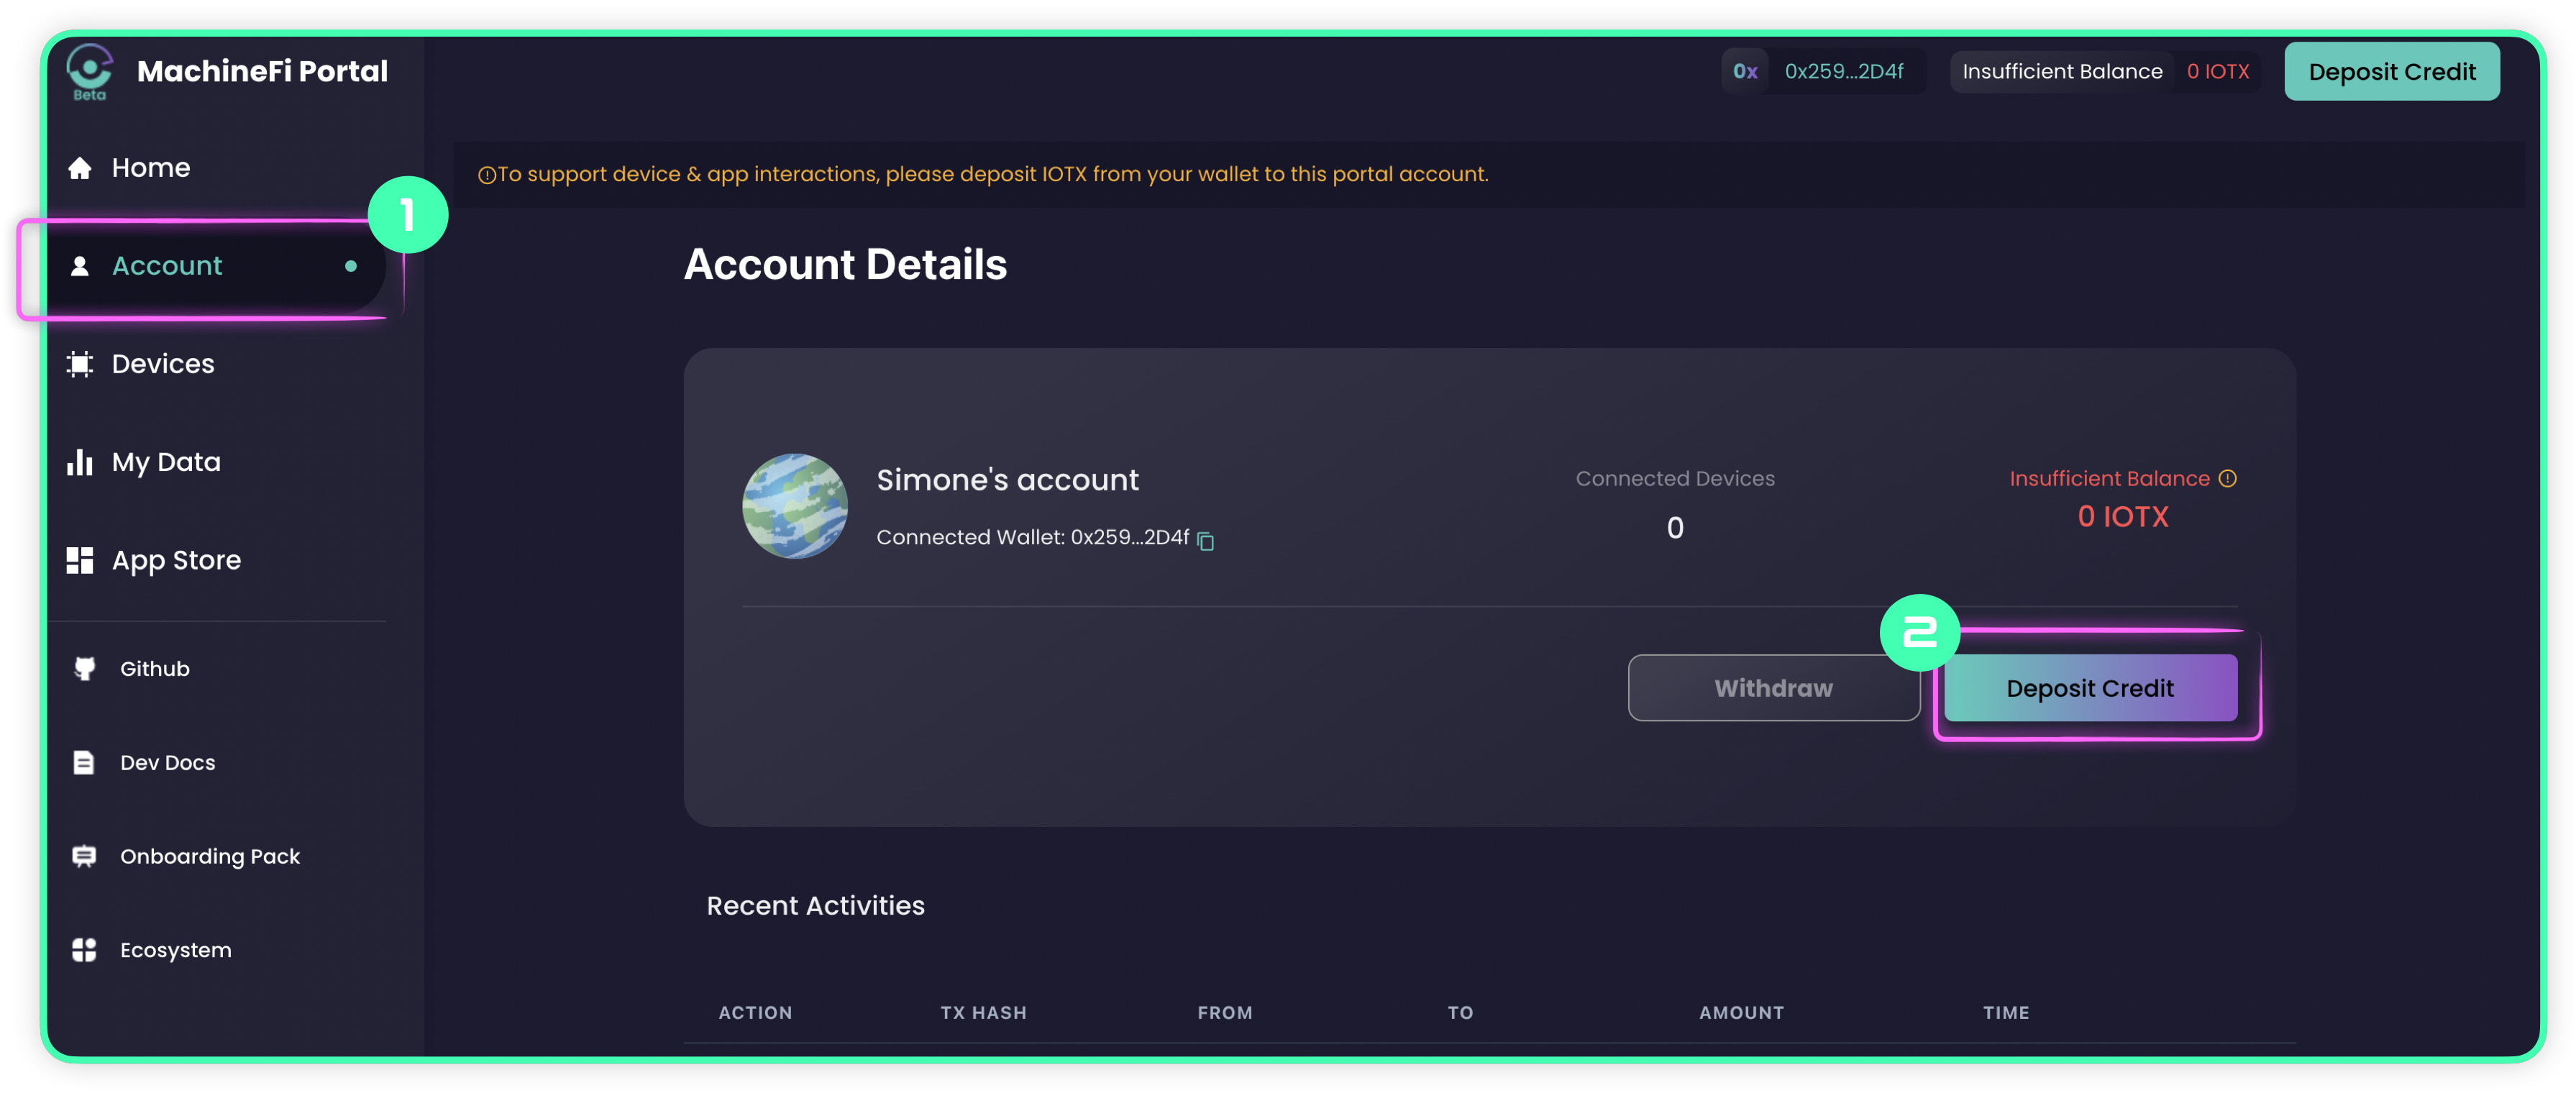 MachineFi Portal
Beta
0x 0x259...2D4f Insufficient Balance 0 IOTX Deposit Credit
Home
To support device & app interactions, please deposit IOTX from your wallet to this portal account.
1
Account
Account Details
Devices
My Data
App Store
Simone's account
Connected Wallet: 0x259...2D4f
Connected Devices
0
Insufficient Balance
0 IOTX
2
Withdraw
Deposit Credit
Github
Dev Docs
Onboarding Pack
Ecosystem
Recent Activities
ACTION TX HASH FROM TO AMOUNT TIME